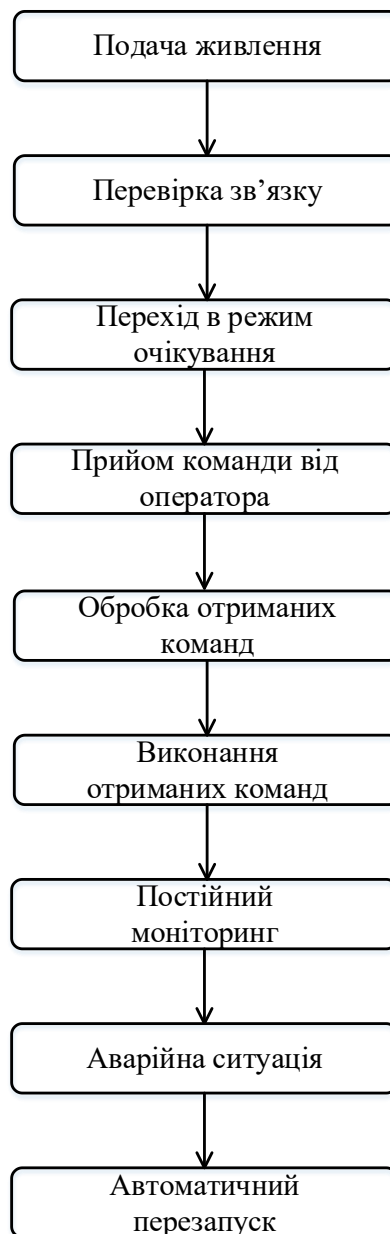 Подача живлення
Перевірка зв’язку
Перехід в режим
очікування
Прийом команди від
оператора
Обробка отриманих
команд
Виконання
отриманих команд
Постійний
моніторинг
Аварійна ситуація
Автоматичний
перезапуск